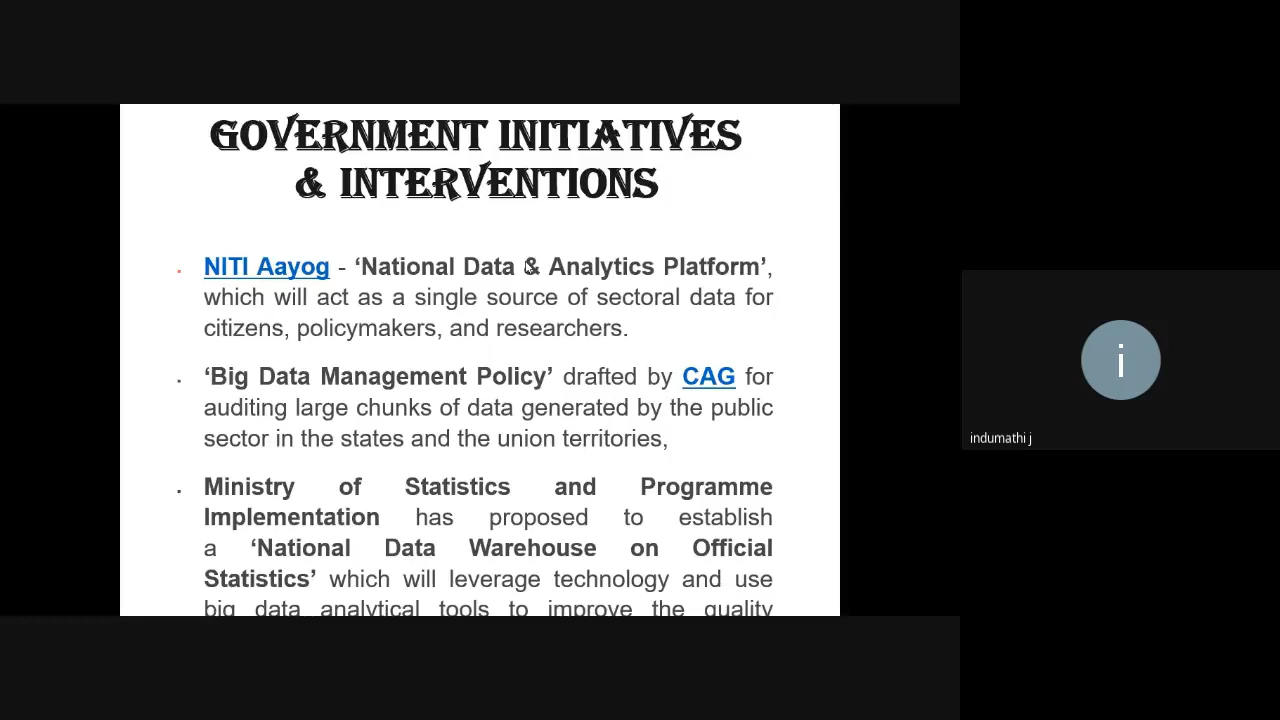 GOVERNMENT INITIATIVES
& INTERVENTIONS
NITI Aayog - ‘National Data & Analytics Platform’,
which will act as a single source of sectoral data for
citizens, policymakers, and researchers.
‘Big Data Management Policy’ drafted by CAG for
auditing large chunks of data generated by the public
sector in the states and the union territories,
Ministry of Statistics and Programme
Implementation has proposed to establish
a ‘National Data Warehouse on Official
Statistics’ which will leverage technology and use
big data analytical tools to improve the quality
i
indumathi j